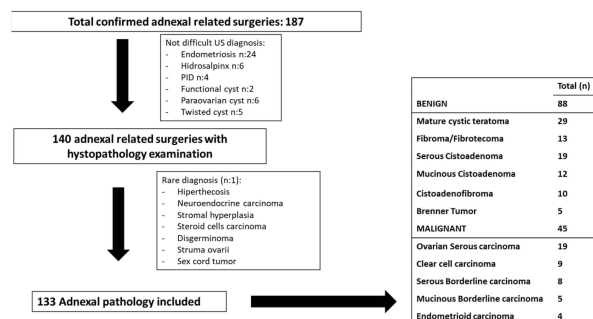 Total confirmed adnexal related surgeries: 187
Not difficult US diagnosis:
- Endometriosis:24
- Hidrosalpinx n:6
- PID n:4
- Functional cyst n:2
- Paraovarian cyst n:6
- Twisted cyst n:5
140 adnexal related surgeries with
hystopathology examination
Rare diagnosis (n:1):
- Hiperthecosis
- Neuroendocrine carcinoma
- Stromal hyperplasia
- Steroid cells carcinoma
- Disgerminoma
- Struma ovarii
- Sex cord tumor
133 Adnexal pathology included
Total (n)
BENIGN 88
Mature cystic teratoma 29
Fibroma/Fibrotecoma 13
Serous Cistoadenoma 19
Mucinous Cistoadenoma 12
Cistoadenofibroma 10
Brenner Tumor 5
MALIGNANT 45
Ovarian Serous carcinoma 19
Clear cell carcinoma 9
Serous Borderline carcinoma 8
Mucinous Borderline carcinoma 5
Endometrioid carcinoma 4